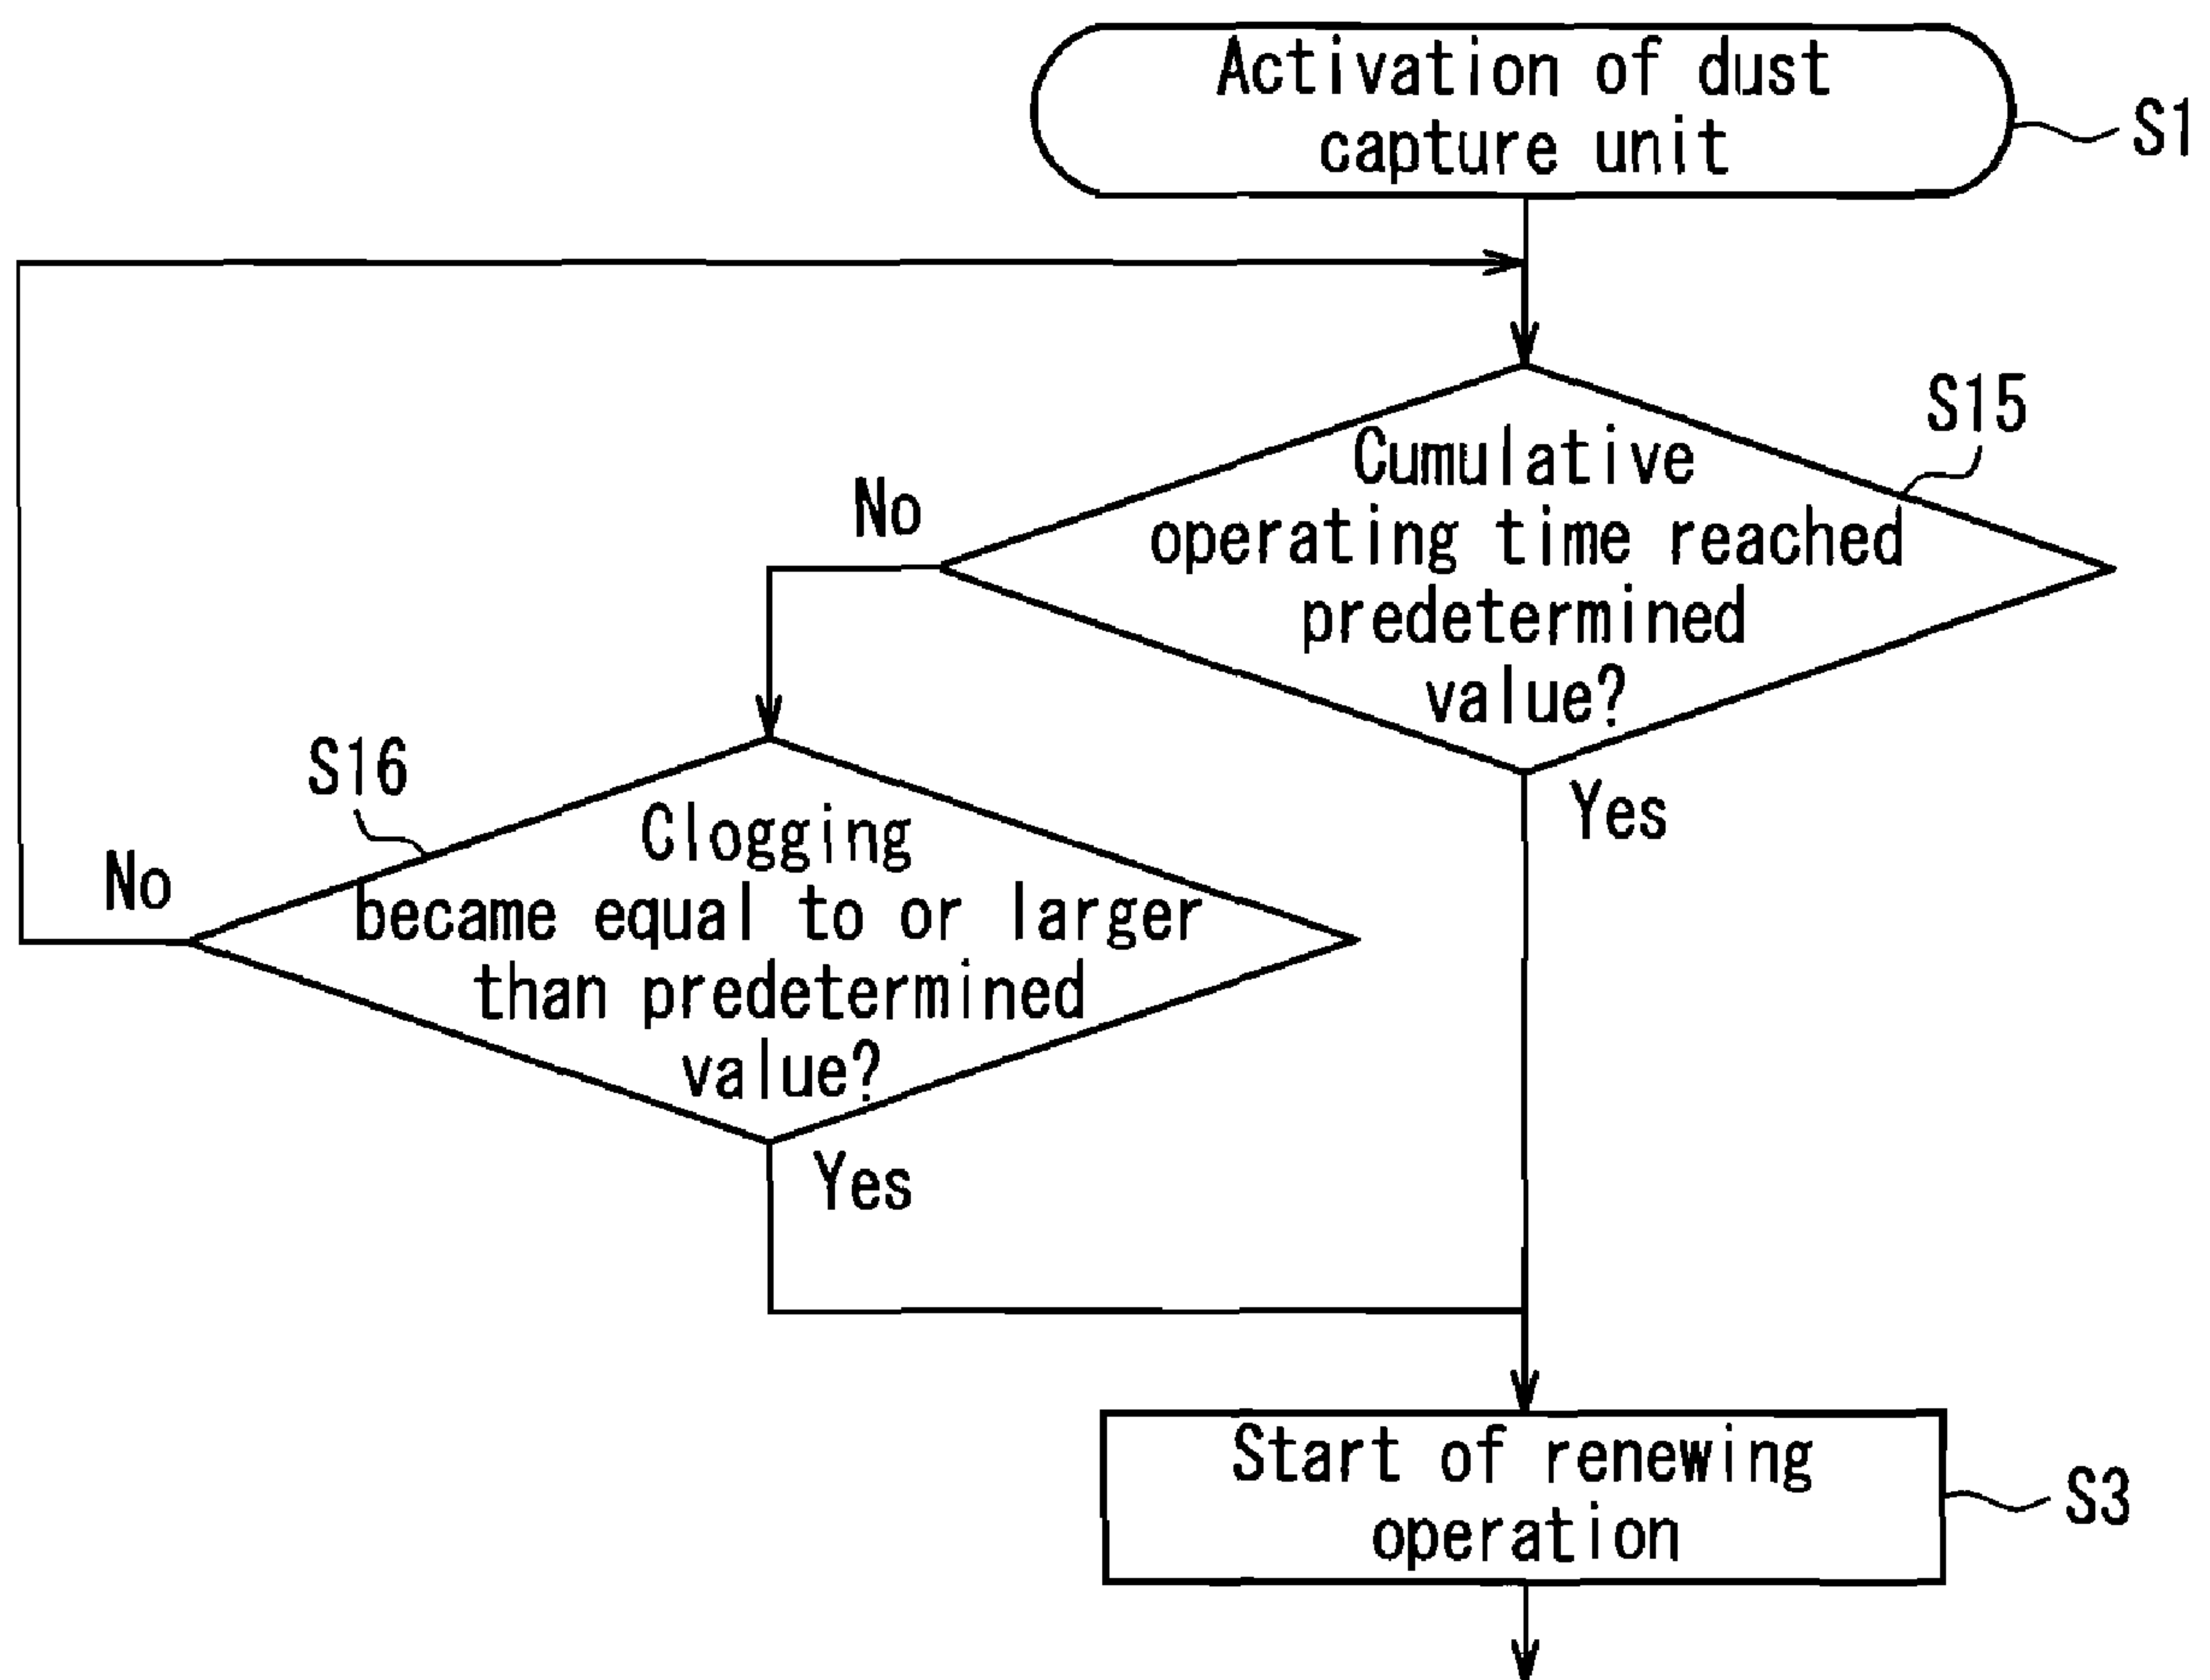 Activation of dust
capture unit
S1
S15
Cumulative
operating time reached
predetermined
value?
No
Yes
S16
Clogging
became equal to or larger
than predetermined
value?
No
Yes
Start of renewing
operation
S3